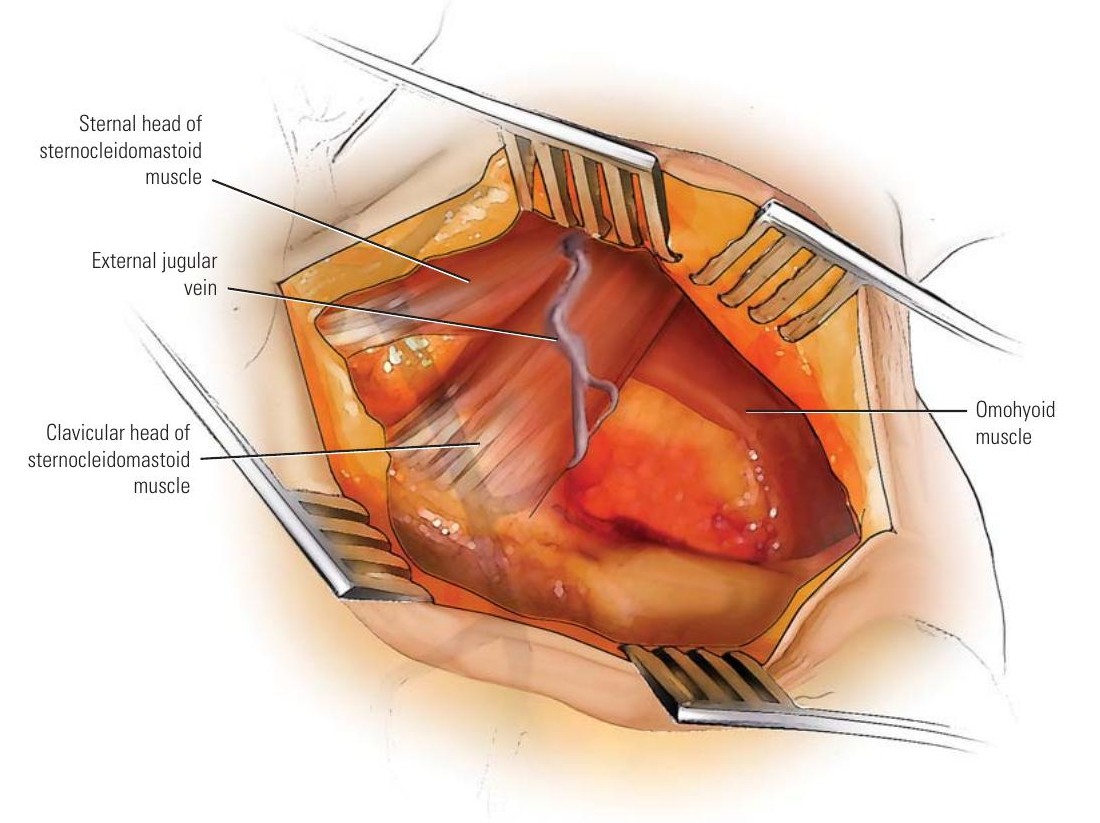 Sternal head of
sternocleidomastoid
muscle
External jugular
vein
Clavicular head of
sternocleidomastoid
muscle
Omohyoid
muscle